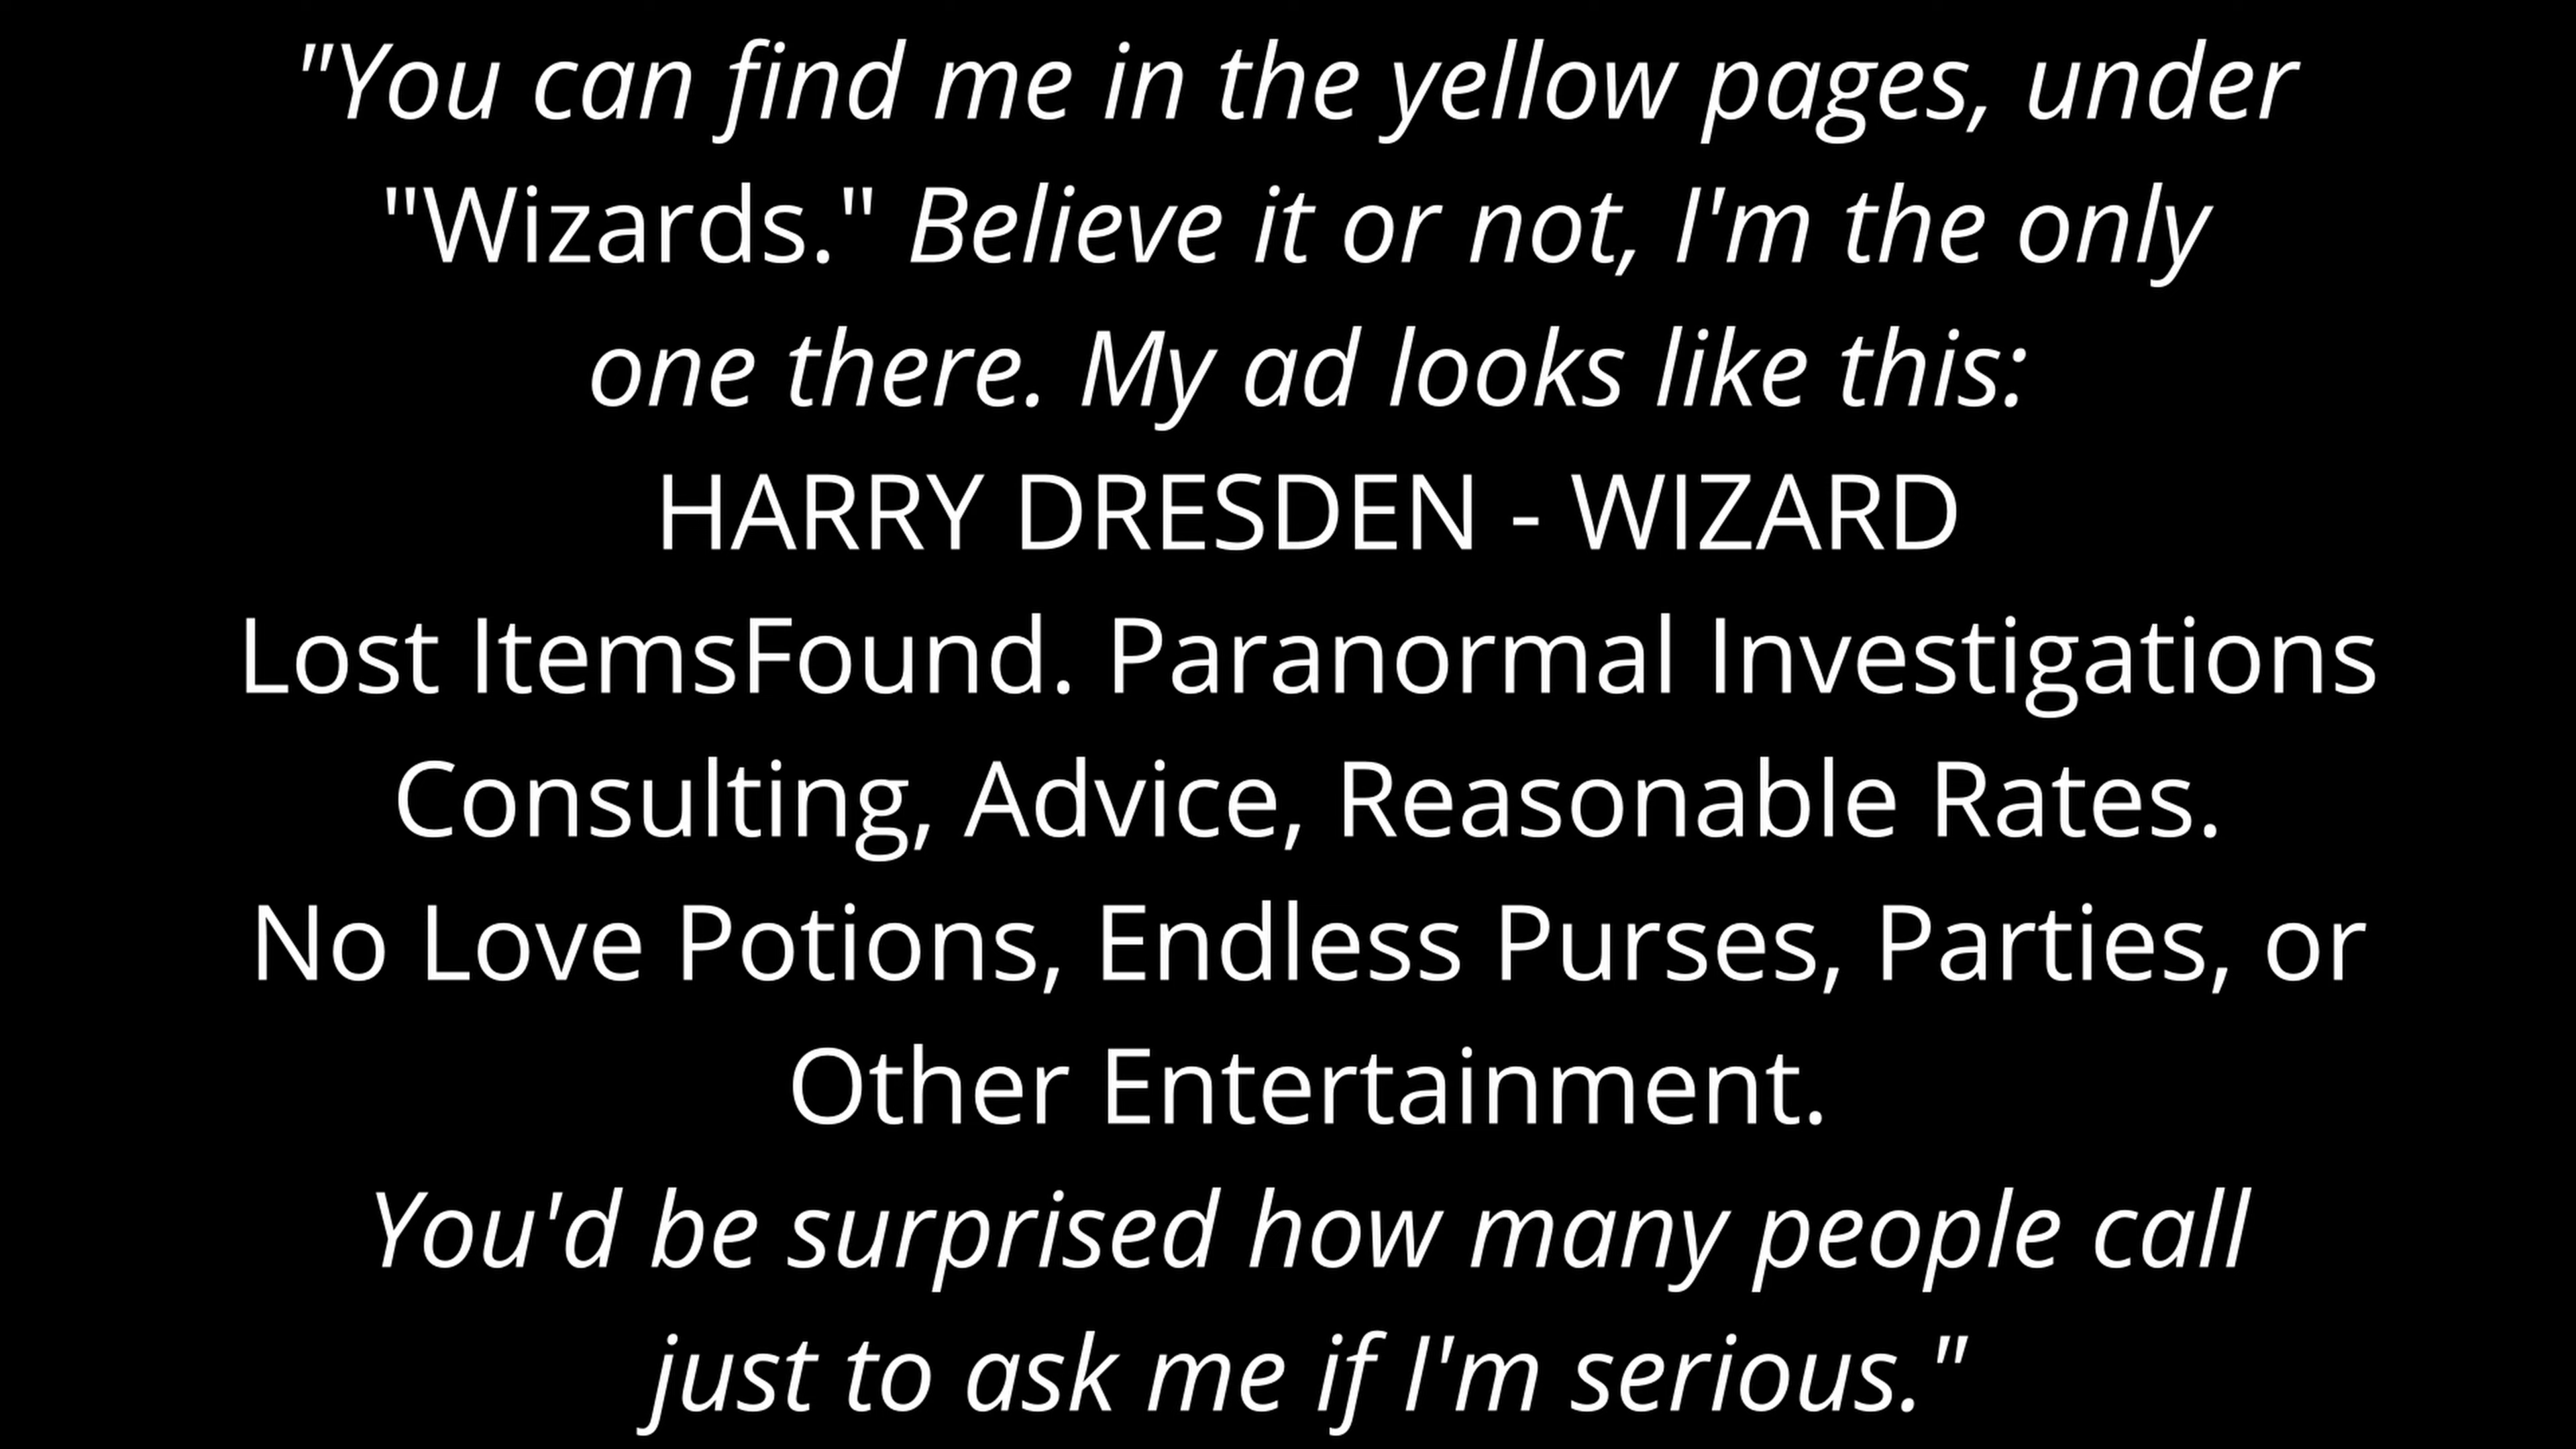 "You can find me in the yellow pages, under
"Wizards." Believe it or not, I'm the only
one there. My ad looks like this:
HARRY DRESDEN - WIZARD
Lost ItemsFound. Paranormal Investigations
Consulting, Advice, Reasonable Rates.
No Love Potions, Endless Purses, Parties, or
Other Entertainment.
You'd be surprised how many people call
just to ask me if I'm serious."